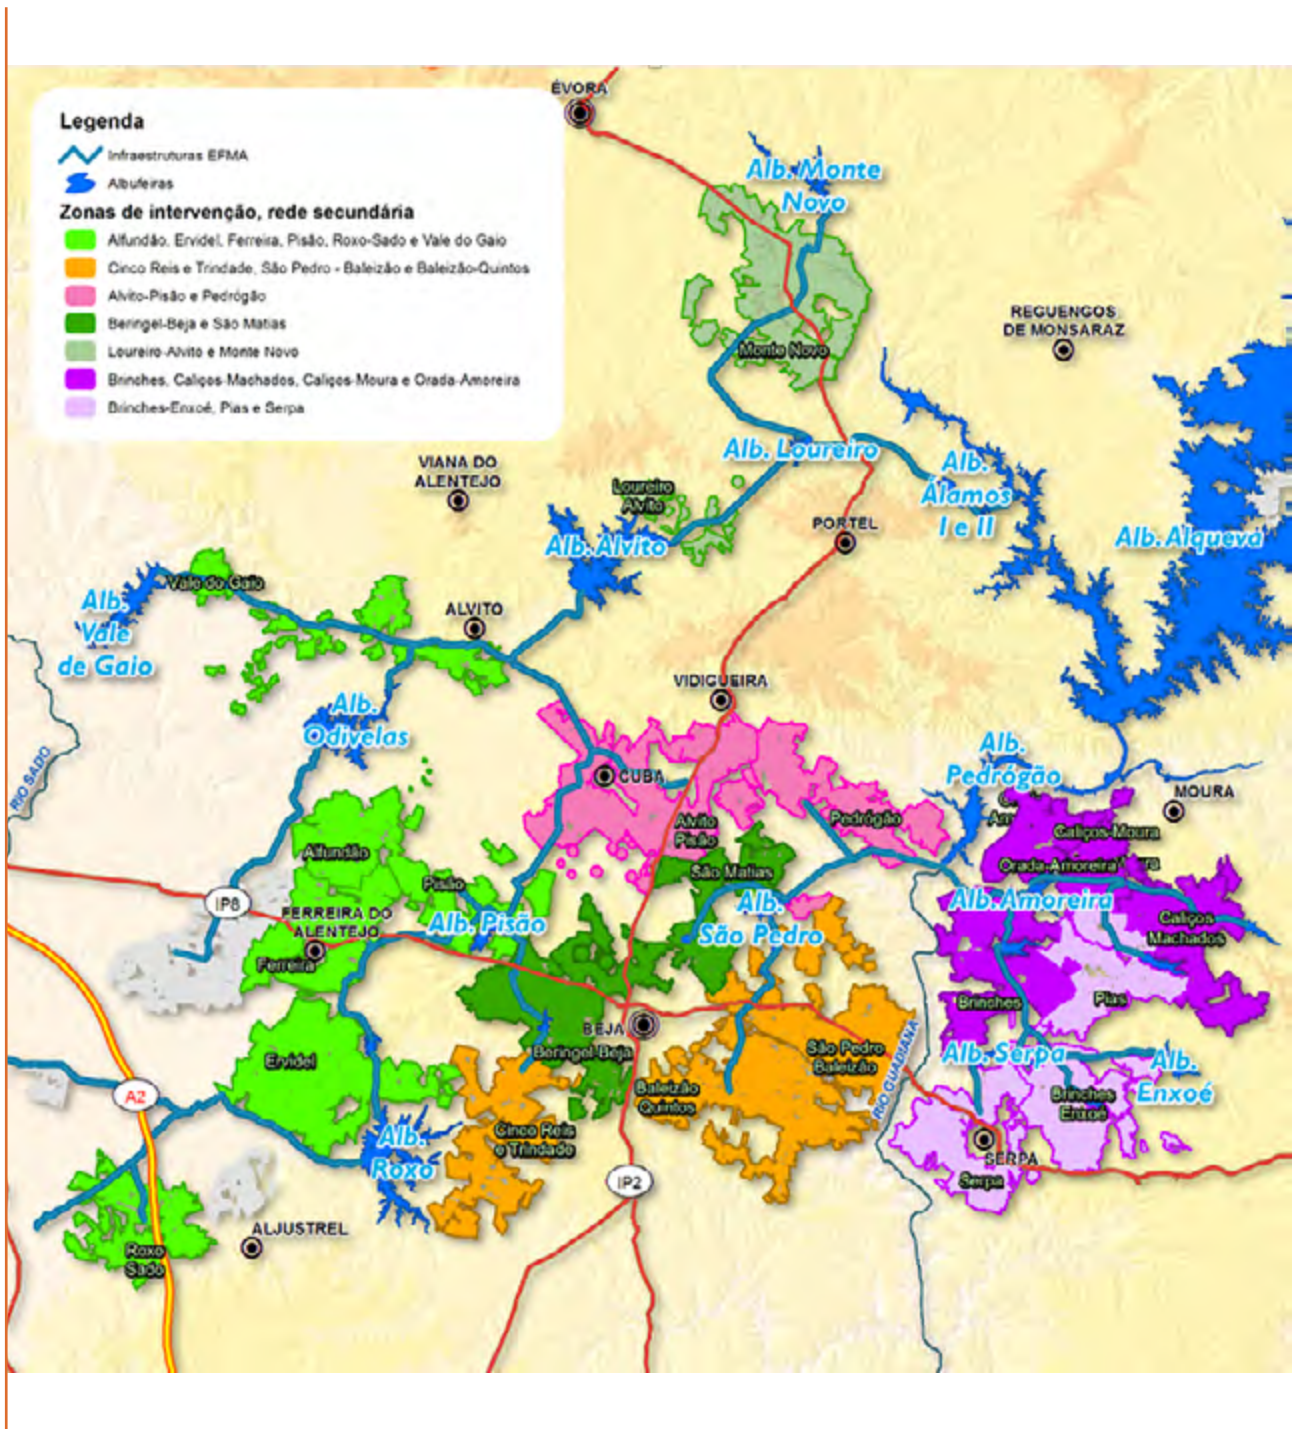 ÉVORA
Legenda
Infraestruturas EFMA
Albufeiras
Zonas de intervenção, rede secundária
Alfundão, Ervidel, Ferreira, Pisão, Roxo-Sado e Vale do Gaio
Cinco Reis e Trindade, São Pedro - Baleizão e Baleizão-Quintos
Alvito-Pisão e Pedrógão
Beringel-Beja e São Matias
Loureiro-Alvito e Monte Novo
Brinches, Caliços-Machados, Caliços-Moura e Orada-Amoreira
Brinches-Enxoé, Pias e Serpa
Alb. Monte
Novo
REGUENGOS
DE MONSARAZ
Monte Novo
Alb. Loureiro
Alb.
Álamos
I e II
VIANA DO
ALENTEJO
Loureiro
Alvito
PORTEL
Alb. Alvito
Alb. Alqueva
Vale do Gaio
Alb.
Vale
de Gaio
ALVITO
VIDIGUEIRA
Alb.
Odivelas
RIO SADO
Alb.
Pedrógão
CUBA
MOURA
Alvito
Pisão
Pedrógão
Caliços-Moura
Alfundão
Orada-Amoreira
São Matias
Pisão
IP8
FERREIRA DO
ALENTEJO
Alb. Pisão
Alb.
São Pedro
Alb. Amoreira
Caliços
Machados
Ferreira
Brinches
Pias
BEJA
Beringel-Beja
São Pedro
Baleizão
RIO GUADIANA
Alb. Serpa
Alb.
Enxoé
Ervidel
A2
Baleizão
Quintos
Brinches
Enxoé
Alb.
Roxo
Cinco Reis
e Trindade
SERPA
Serpa
IP2
ALJUSTREL
Roxo
Sado